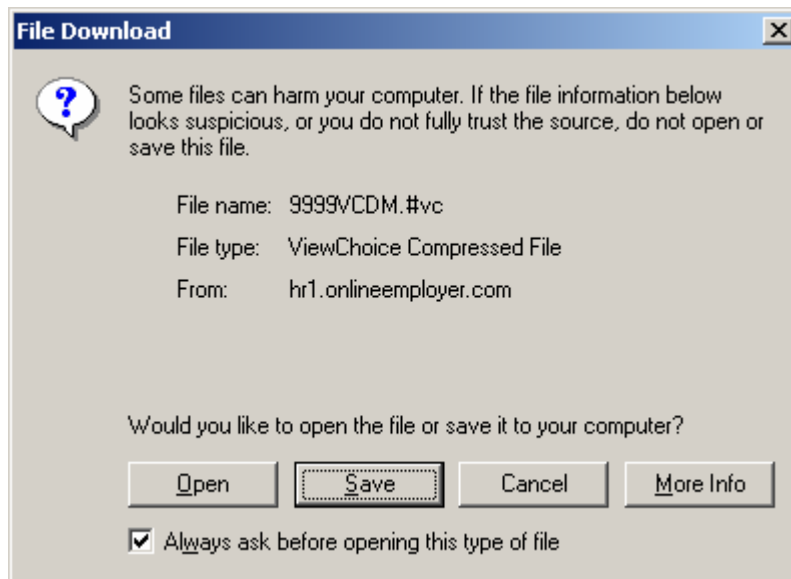 File Download
Some files can harm your computer. If the file information below
looks suspicious, or you do not fully trust the source, do not open or
save this file.
File name: 9999VCDM.#vc
File type: ViewChoice Compressed File
From: hr1.onlineemployer.com
Would you like to open the file or save it to your computer?
Open Save Cancel More Info
Always ask before opening this type of file